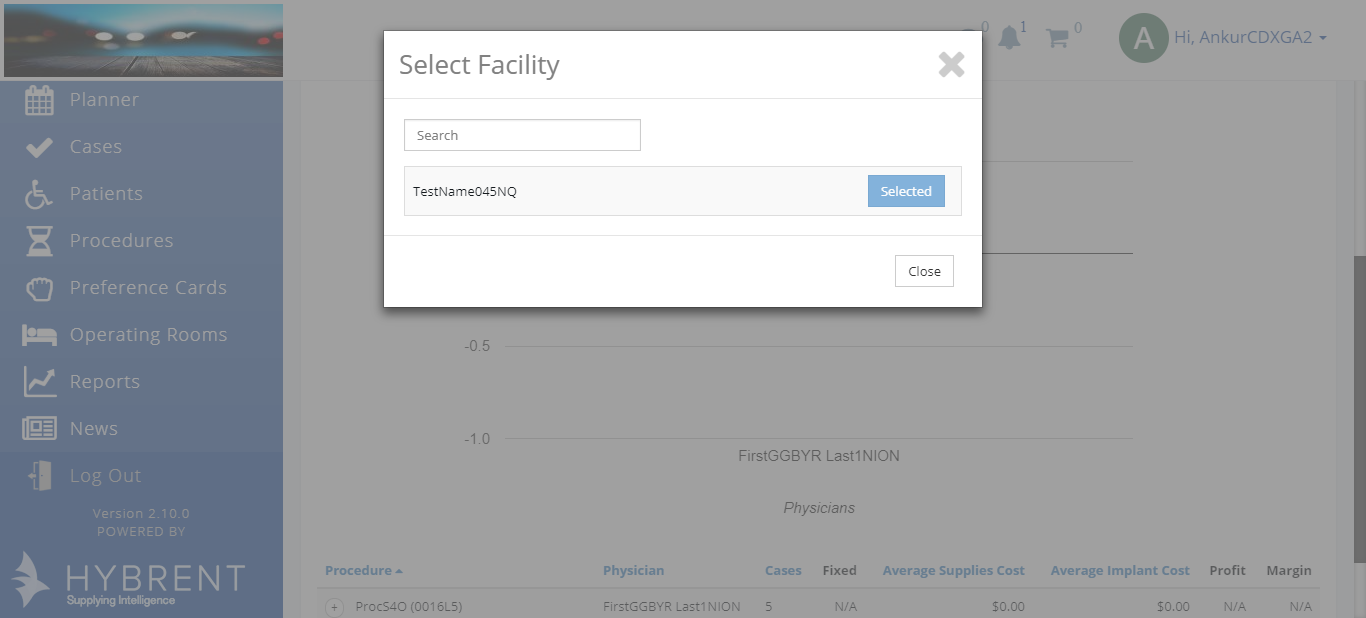 0
1
0
A
Hi, AnkurCDXGA2
Select Facility
Search
TestName045NQ
Selected
Close
Planner
Cases
Patients
Procedures
Preference Cards
Operating Rooms
Reports
News
Log Out
Version 2.10.0
POWERED BY
HYBRENT
Supplying Intelligence
-0.5
-1.0
FirstGGBYR Last1NION
Physicians
Procedure Physician Cases Fixed Average Supplies Cost Average Implant Cost Profit Margin
ProcS4O (0016L5) FirstGGBYR Last1NION 5 N/A $0.00 $0.00 N/A N/A